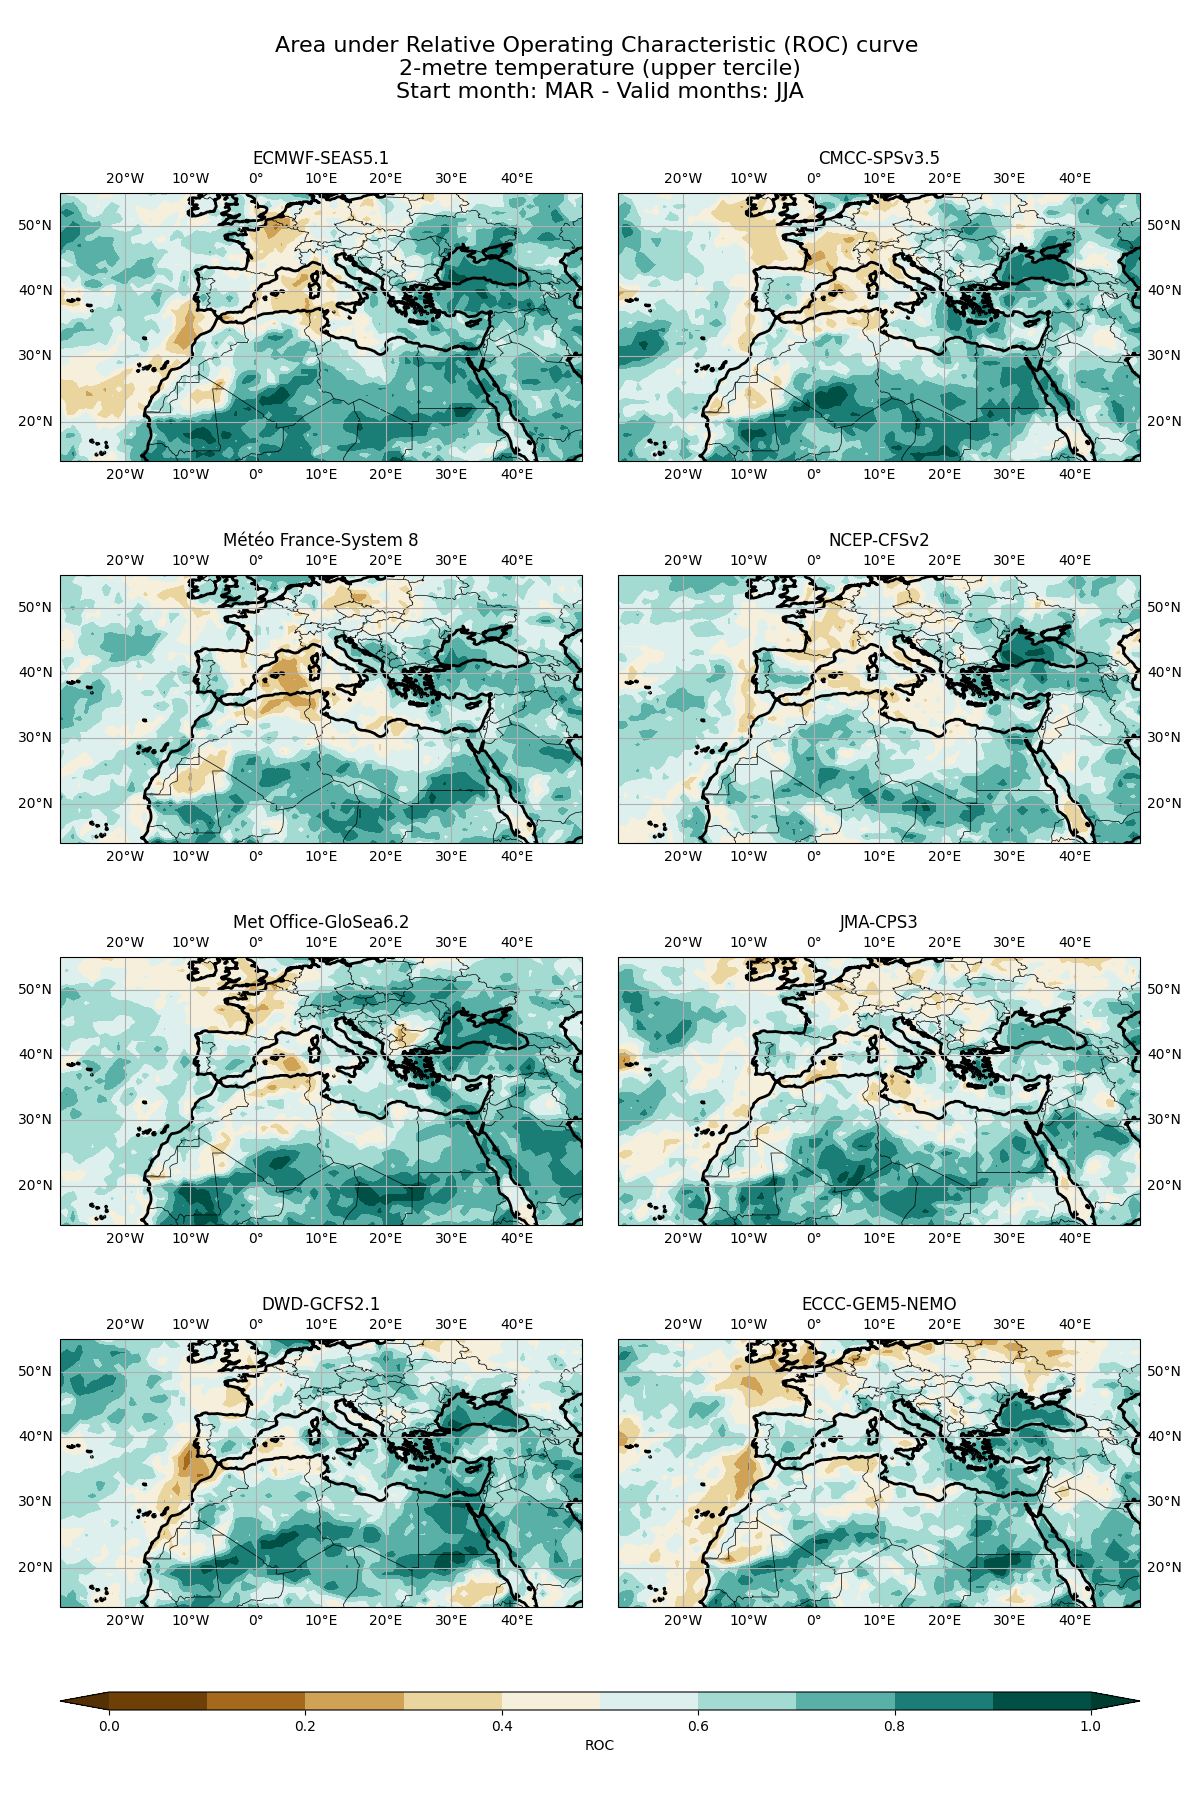 Area under Relative Operating Characteristic (ROC) curve
2-metre temperature (upper tercile)
Start month: MAR - Valid months: JJA
ECMWF-SEAS5.1
20°W 10°W 0° 10°E 20°E 30°E 40°E
50°N
40°N
30°N
20°N
20°W 10°W 0° 10°E 20°E 30°E 40°E
CMCC-SPSv3.5
20°W 10°W 0° 10°E 20°E 30°E 40°E
50°N
40°N
30°N
20°N
20°W 10°W 0° 10°E 20°E 30°E 40°E
Météo France-System 8
20°W 10°W 0° 10°E 20°E 30°E 40°E
50°N
40°N
30°N
20°N
20°W 10°W 0° 10°E 20°E 30°E 40°E
NCEP-CFSv2
20°W 10°W 0° 10°E 20°E 30°E 40°E
50°N
40°N
30°N
20°N
20°W 10°W 0° 10°E 20°E 30°E 40°E
Met Office-GloSea6.2
20°W 10°W 0° 10°E 20°E 30°E 40°E
50°N
40°N
30°N
20°N
20°W 10°W 0° 10°E 20°E 30°E 40°E
JMA-CPS3
20°W 10°W 0° 10°E 20°E 30°E 40°E
50°N
40°N
30°N
20°N
20°W 10°W 0° 10°E 20°E 30°E 40°E
DWD-GCFS2.1
20°W 10°W 0° 10°E 20°E 30°E 40°E
50°N
40°N
30°N
20°N
20°W 10°W 0° 10°E 20°E 30°E 40°E
ECCC-GEM5-NEMO
20°W 10°W 0° 10°E 20°E 30°E 40°E
50°N
40°N
30°N
20°N
20°W 10°W 0° 10°E 20°E 30°E 40°E
0.0 0.2 0.4 0.6 0.8 1.0
ROC